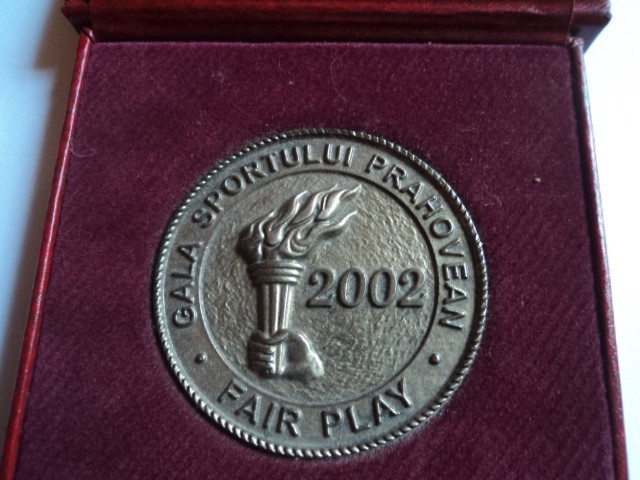 GALA SPORTULUI PRAHOVEAN
2002
• FAIR PLAY •